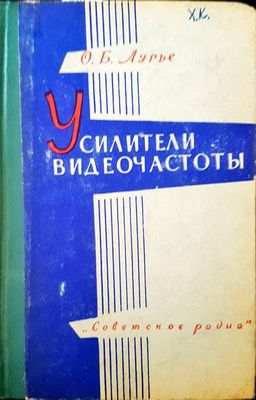 Х.К.
О. Б. Лурье
Усилители
видеочастоты
„Советское радио"